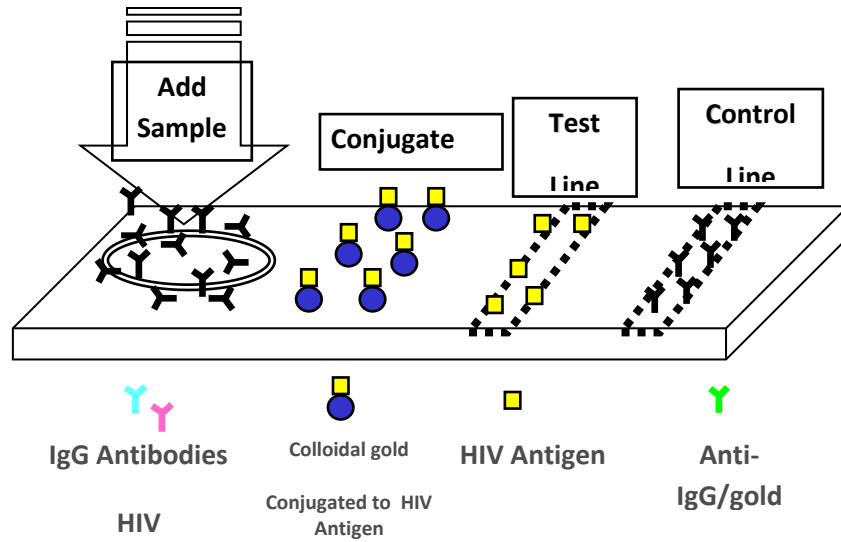 Add
Sample
Conjugate
Test
Line
Control
Line
IgG Antibodies
HIV
Colloidal gold
Conjugated to HIV
Antigen
HIV Antigen
Anti-
IgG/gold